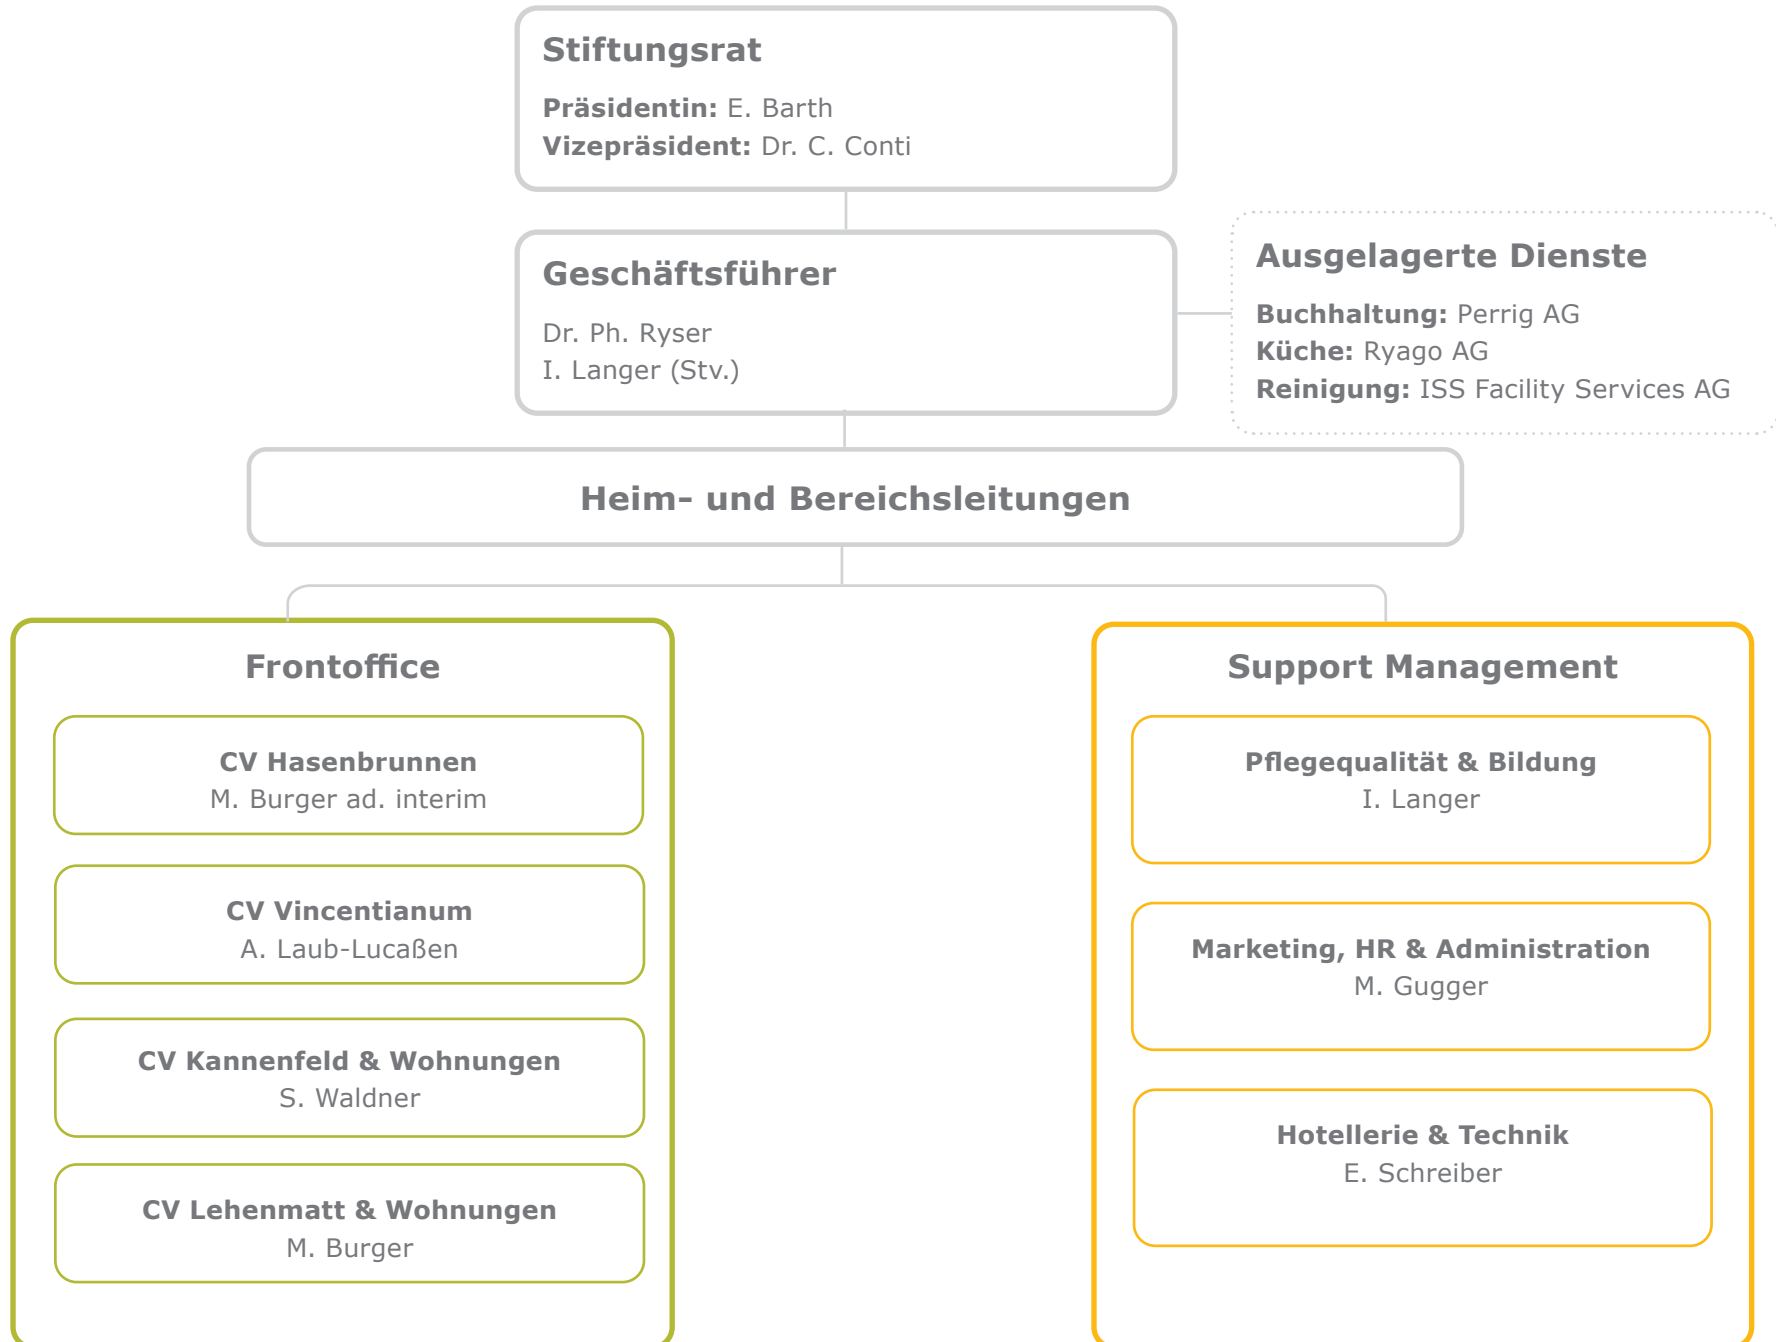 Stiftungsrat
Präsidentin: E. Barth
Vizepräsident: Dr. C. Conti
Geschäftsführer
Dr. Ph. Ryser
I. Langer (Stv.)
Ausgelagerte Dienste
Buchhaltung: Perrig AG
Küche: Ryago AG
Reinigung: ISS Facility Services AG
Heim- und Bereichsleitungen
Frontoffice
CV Hasenbrunnen
M. Burger ad. interim
CV Vincentianum
A. Laub-Lucaßen
CV Kannenfeld & Wohnungen
S. Waldner
CV Lehenmatt & Wohnungen
M. Burger
Support Management
Pflegequalität & Bildung
I. Langer
Marketing, HR & Administration
M. Gugger
Hotellerie & Technik
E. Schreiber